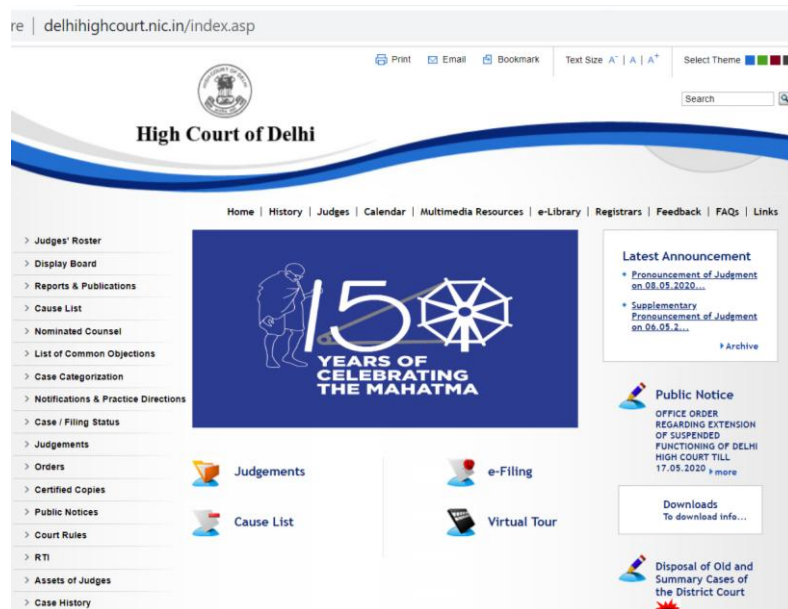 re | delhihighcourt.nic.in/index.asp
Print Email Bookmark Text Size A- | A | A+ Select Theme
Search
High Court of Delhi
Home | History | Judges | Calendar | Multimedia Resources | e-Library | Registrars | Feedback | FAQs | Links
> Judges' Roster
> Display Board
> Reports & Publications
> Cause List
> Nominated Counsel
> List of Common Objections
> Case Categorization
> Notifications & Practice Directions
> Case / Filing Status
> Judgements
> Orders
> Certified Copies
> Public Notices
> Court Rules
> RTI
> Assets of Judges
> Case History
150
YEARS OF
CELEBRATING
THE MAHATMA
Judgements
e-Filing
Cause List
Virtual Tour
Latest Announcement
Pronouncement of Judgment
on 08.05.2020...
Supplementary
Pronouncement of Judgment
on 06.05.2...
Archive
Public Notice
OFFICE ORDER
REGARDING EXTENSION
OF SUSPENDED
FUNCTIONING OF DELHI
HIGH COURT TILL
17.05.2020 more
Downloads
To download info...
Disposal of Old and
Summary Cases of
the District Court